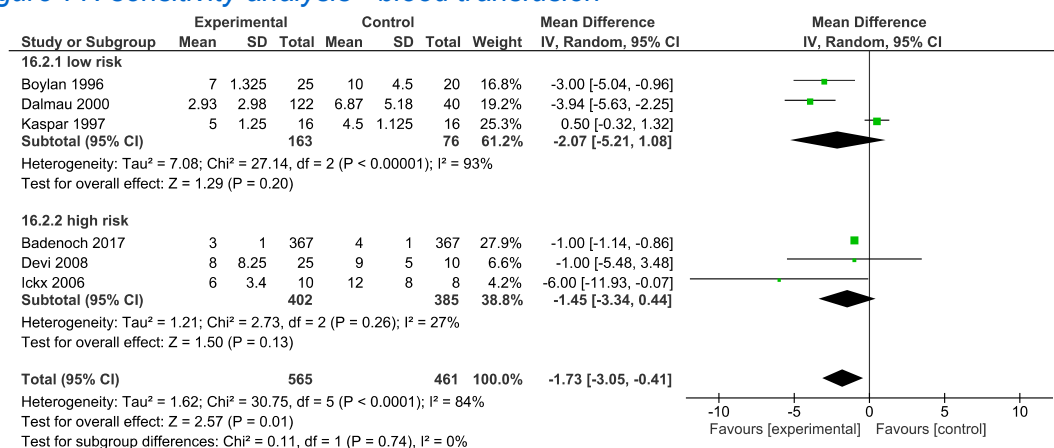 Experimental Control Mean Difference Mean Difference
Study or Subgroup Mean SD Total Mean SD Total Weight IV, Random, 95% CI IV, Random, 95% CI
16.2.1 low risk
Boylan 1996 7 1.325 25 10 4.5 20 16.8% -3.00 [-5.04, -0.96]
Dalmau 2000 2.93 2.98 122 6.87 5.18 40 19.2% -3.94 [-5.63, -2.25]
Kaspar 1997 5 1.25 16 4.5 1.125 16 25.3% 0.50 [-0.32, 1.32]
Subtotal (95% CI) 163 76 61.2% -2.07 [-5.21, 1.08]
Heterogeneity: Tau² = 7.08; Chi² = 27.14, df = 2 (P < 0.00001); I² = 93%
Test for overall effect: Z = 1.29 (P = 0.20)
16.2.2 high risk
Badenoch 2017 3 1 367 4 1 367 27.9% -1.00 [-1.14, -0.86]
Devi 2008 8 8.25 25 9 5 10 6.6% -1.00 [-5.48, 3.48]
Ickx 2006 6 3.4 10 12 8 8 4.2% -6.00 [-11.93, -0.07]
Subtotal (95% CI) 402 385 38.8% -1.45 [-3.34, 0.44]
Heterogeneity: Tau² = 1.21; Chi² = 2.73, df = 2 (P = 0.26); I² = 27%
Test for overall effect: Z = 1.50 (P = 0.13)
Total (95% CI) 565 461 100.0% -1.73 [-3.05, -0.41]
Heterogeneity: Tau² = 1.62; Chi² = 30.75, df = 5 (P < 0.0001); I² = 84%
Test for overall effect: Z = 2.57 (P = 0.01)
Test for subgroup differences: Chi² = 0.11, df = 1 (P = 0.74), I² = 0%
-10 -5 0 5 10
Favours [experimental] Favours [control]